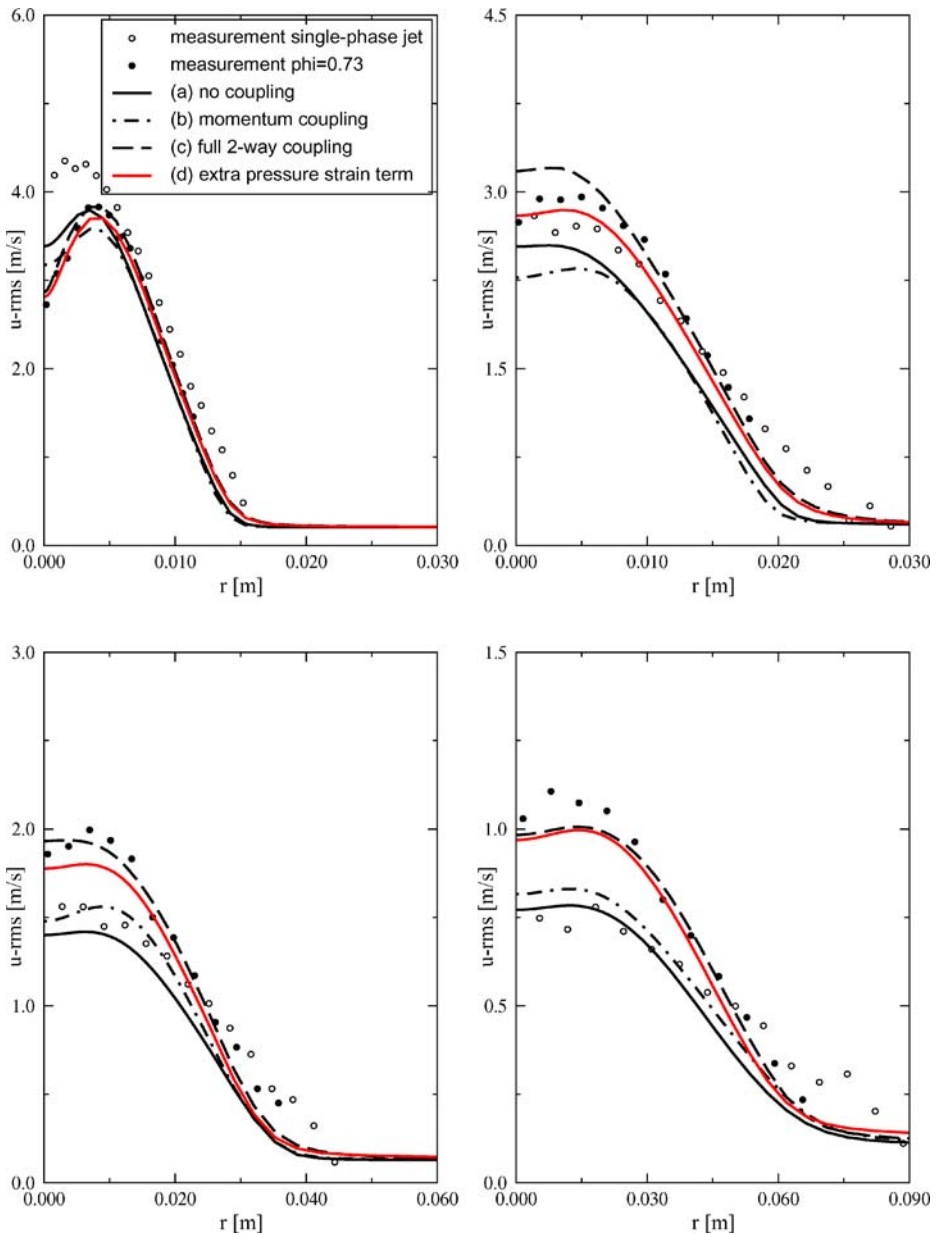 6.0
4.0
2.0
0.0
u-rms [m/s]
0.000
0.010
0.020
0.030
r [m]
measurement single-phase jet
measurement phi=0.73
(a) no coupling
(b) momentum coupling
(c) full 2-way coupling
(d) extra pressure strain term
4.5
3.0
1.5
0.0
u-rms [m/s]
0.000
0.010
0.020
0.030
r [m]
3.0
2.0
1.0
0.0
u-rms [m/s]
0.000
0.020
0.040
0.060
r [m]
1.5
1.0
0.5
0.0
u-rms [m/s]
0.000
0.030
0.060
0.090
r [m]